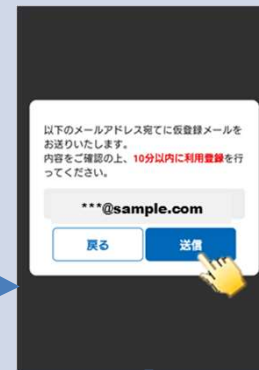 以下のメールアドレス宛てに仮登録メールを
お送りいたします。
内容をご確認の上、10分以内に利用登録を行
ってください。
***@sample.com
戻る
送信